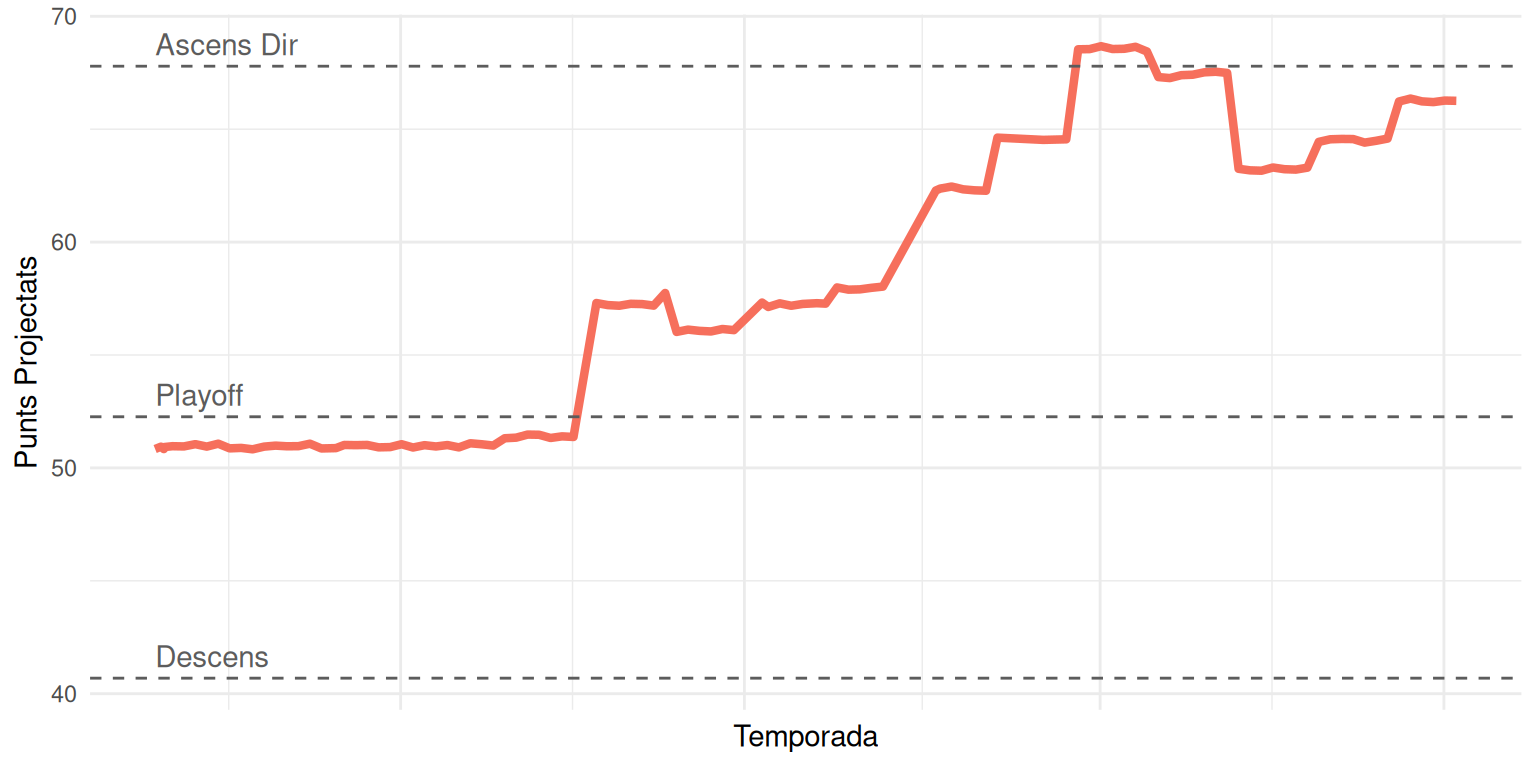 70
Ascens Dir
60
Punts Projectats
Playoff
50
Descens
40
Temporada